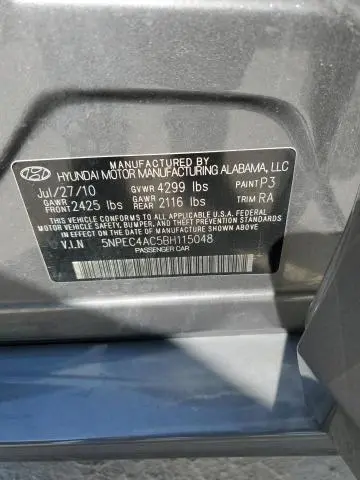 MANUFACTURED BY
HYUNDAI MOTOR MANUFACTURING ALABAMA, LLC
Jul/27/10 GVWR 4299 lbs PAINT P3
GAWR FRONT 2425 lbs GAWR REAR 2116 lbs TRIM RA
THIS VEHICLE CONFORMS TO ALL APPLICABLE U.S.A. FEDERAL
MOTOR VEHICLE SAFETY, BUMPER, AND THEFT PREVENTION STANDARDS
IN EFFECT ON THE DATE OF MANUFACTURE SHOWN ABOVE.
V.I.N 5NPEC4AC5BH115048
PASSENGER CAR